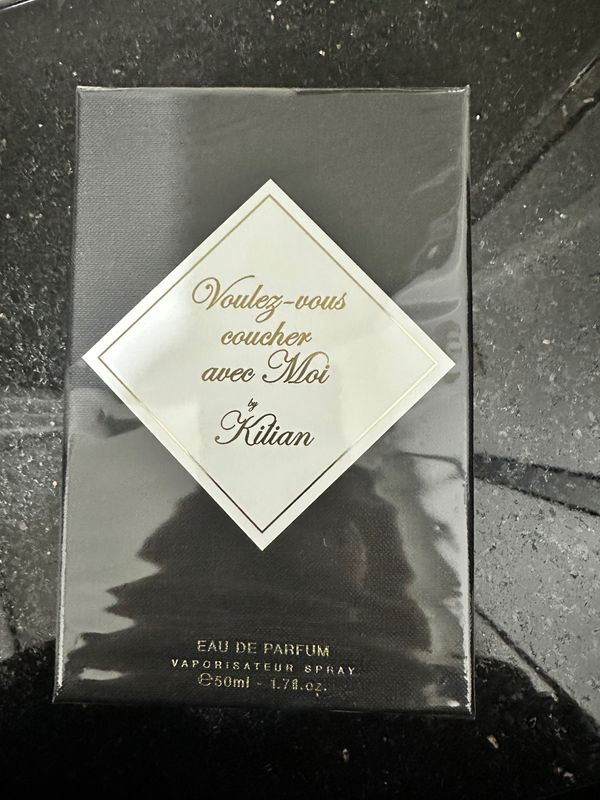 Voulez-vous
coucher
avec Moi
by
Kilian
EAU DE PARFUM
VAPORISATEUR SPRAY
℮50ml - 1.7fl.oz.